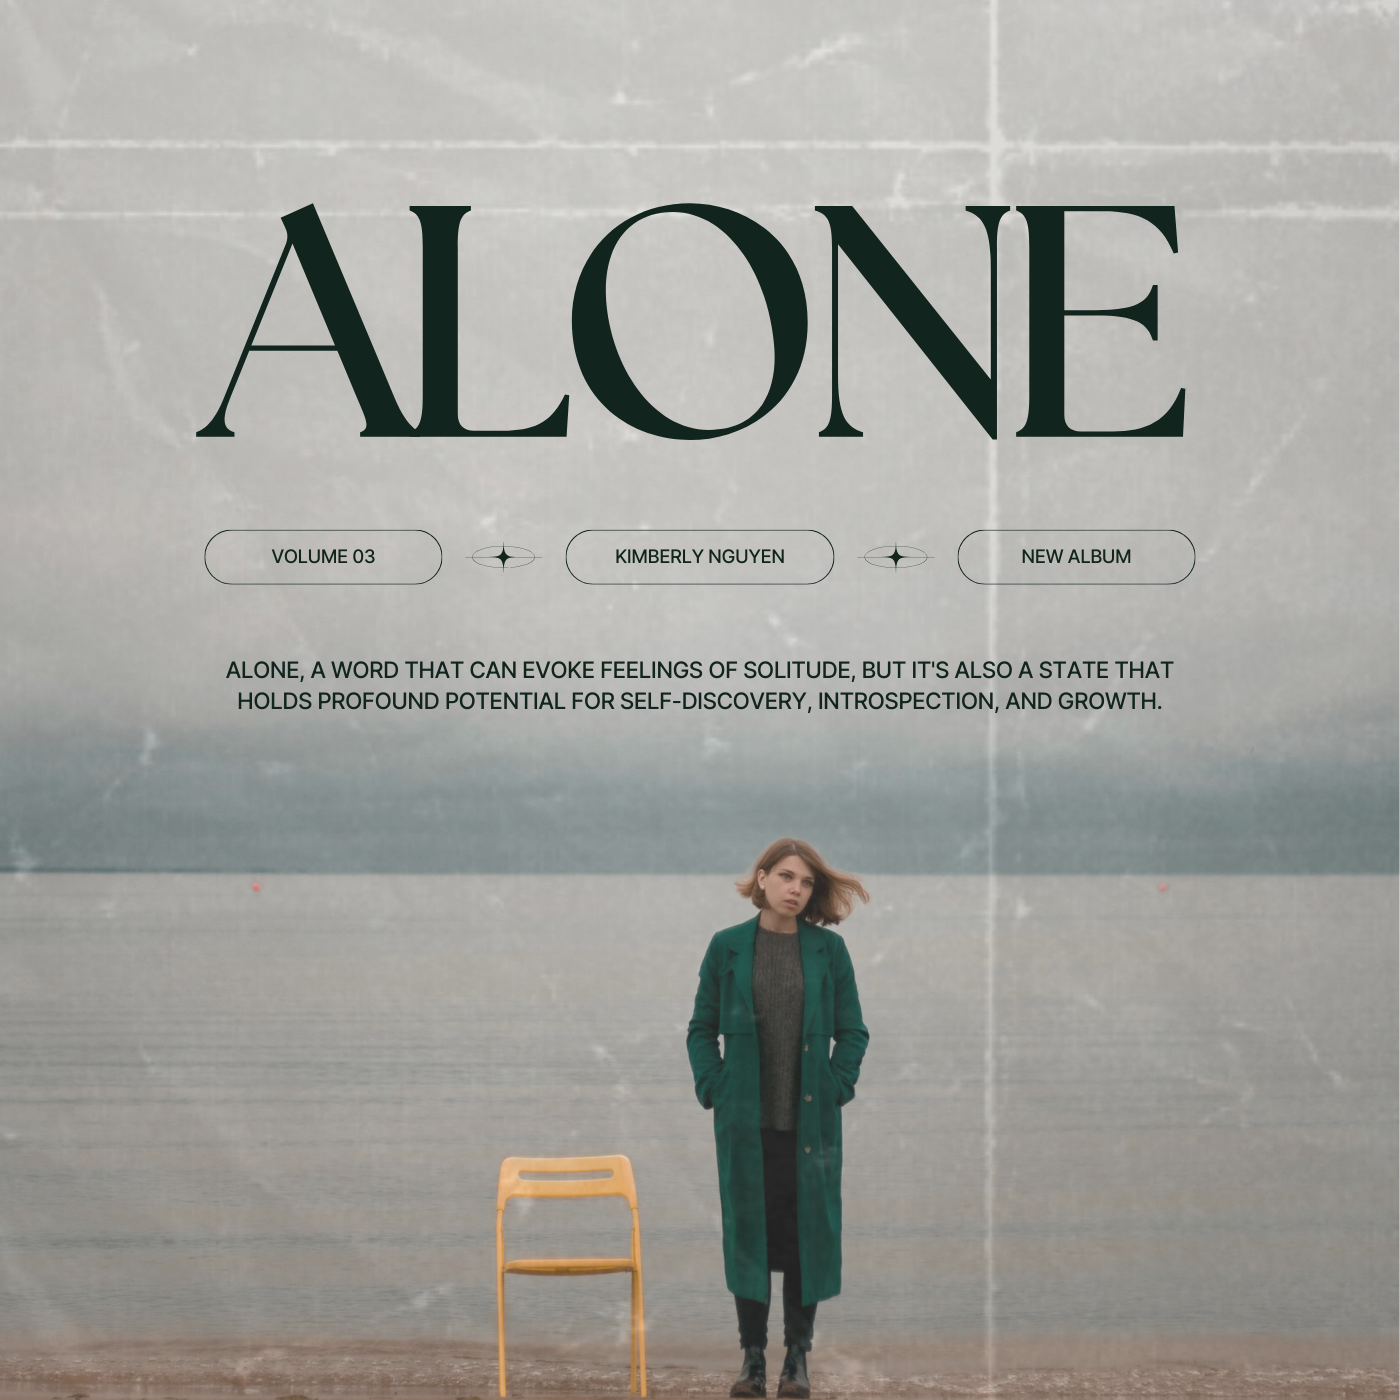 ALONE
VOLUME 03
KIMBERLY NGUYEN
NEW ALBUM
ALONE, A WORD THAT CAN EVOKE FEELINGS OF SOLITUDE, BUT IT'S ALSO A STATE THAT
HOLDS PROFOUND POTENTIAL FOR SELF-DISCOVERY, INTROSPECTION, AND GROWTH.